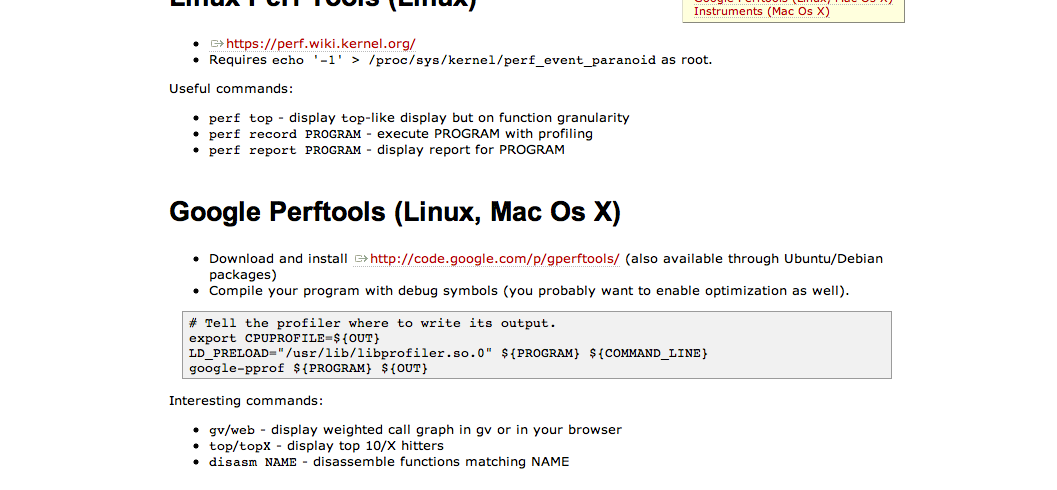 Linux Perf Tools (Linux)
Google Perftools (Linux, Mac Os X)
Instruments (Mac Os X)
https://perf.wiki.kernel.org/
Requires echo '-1' > /proc/sys/kernel/perf_event_paranoid as root.
Useful commands:
perf top - display top-like display but on function granularity
perf record PROGRAM - execute PROGRAM with profiling
perf report PROGRAM - display report for PROGRAM
Google Perftools (Linux, Mac Os X)
Download and install http://code.google.com/p/gperftools/ (also available through Ubuntu/Debian
packages)
Compile your program with debug symbols (you probably want to enable optimization as well).
# Tell the profiler where to write its output.
export CPUPROFILE=${OUT}
LD_PRELOAD="/usr/lib/libprofiler.so.0" ${PROGRAM} ${COMMAND_LINE}
google-pprof ${PROGRAM} ${OUT}
Interesting commands:
gv/web - display weighted call graph in gv or in your browser
top/topX - display top 10/X hitters
disasm NAME - disassemble functions matching NAME